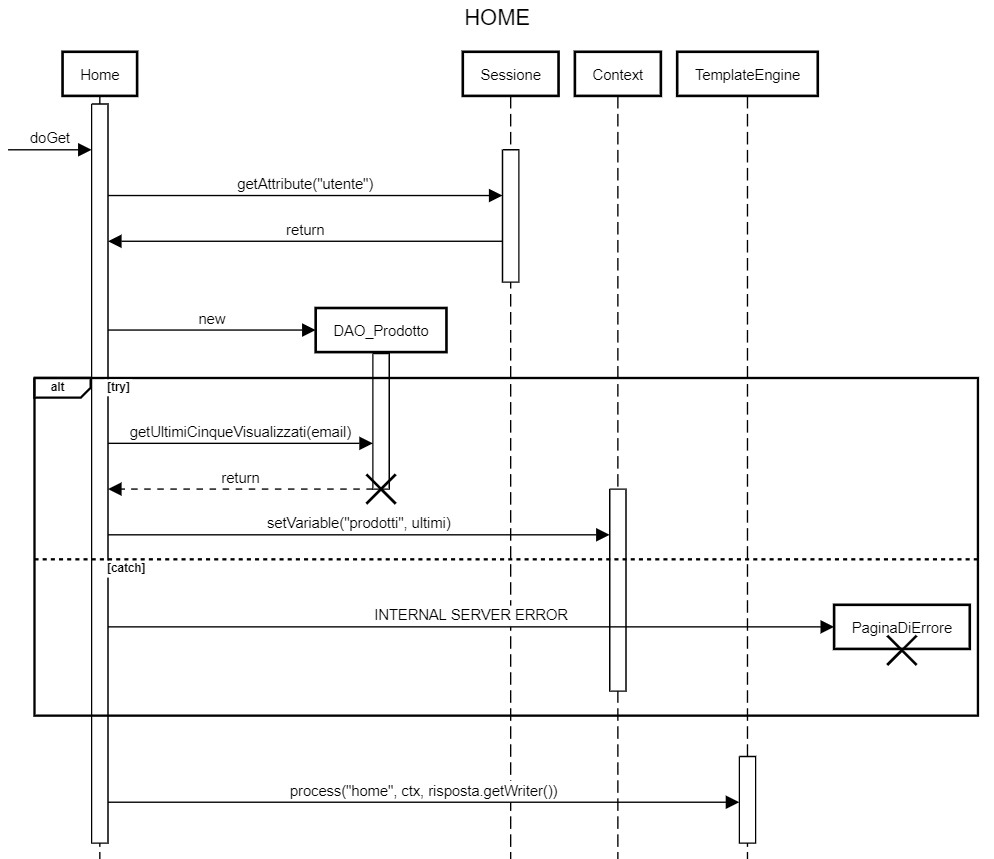 HOME
Home
Sessione
Context
TemplateEngine
doGet
getAttribute("utente")
return
new
DAO_Prodotto
alt
[try]
getUltimiCinqueVisualizzati(email)
return
setVariable("prodotti", ultimi)
[catch]
INTERNAL SERVER ERROR
PaginaDiErrore
process("home", ctx, risposta.getWriter())